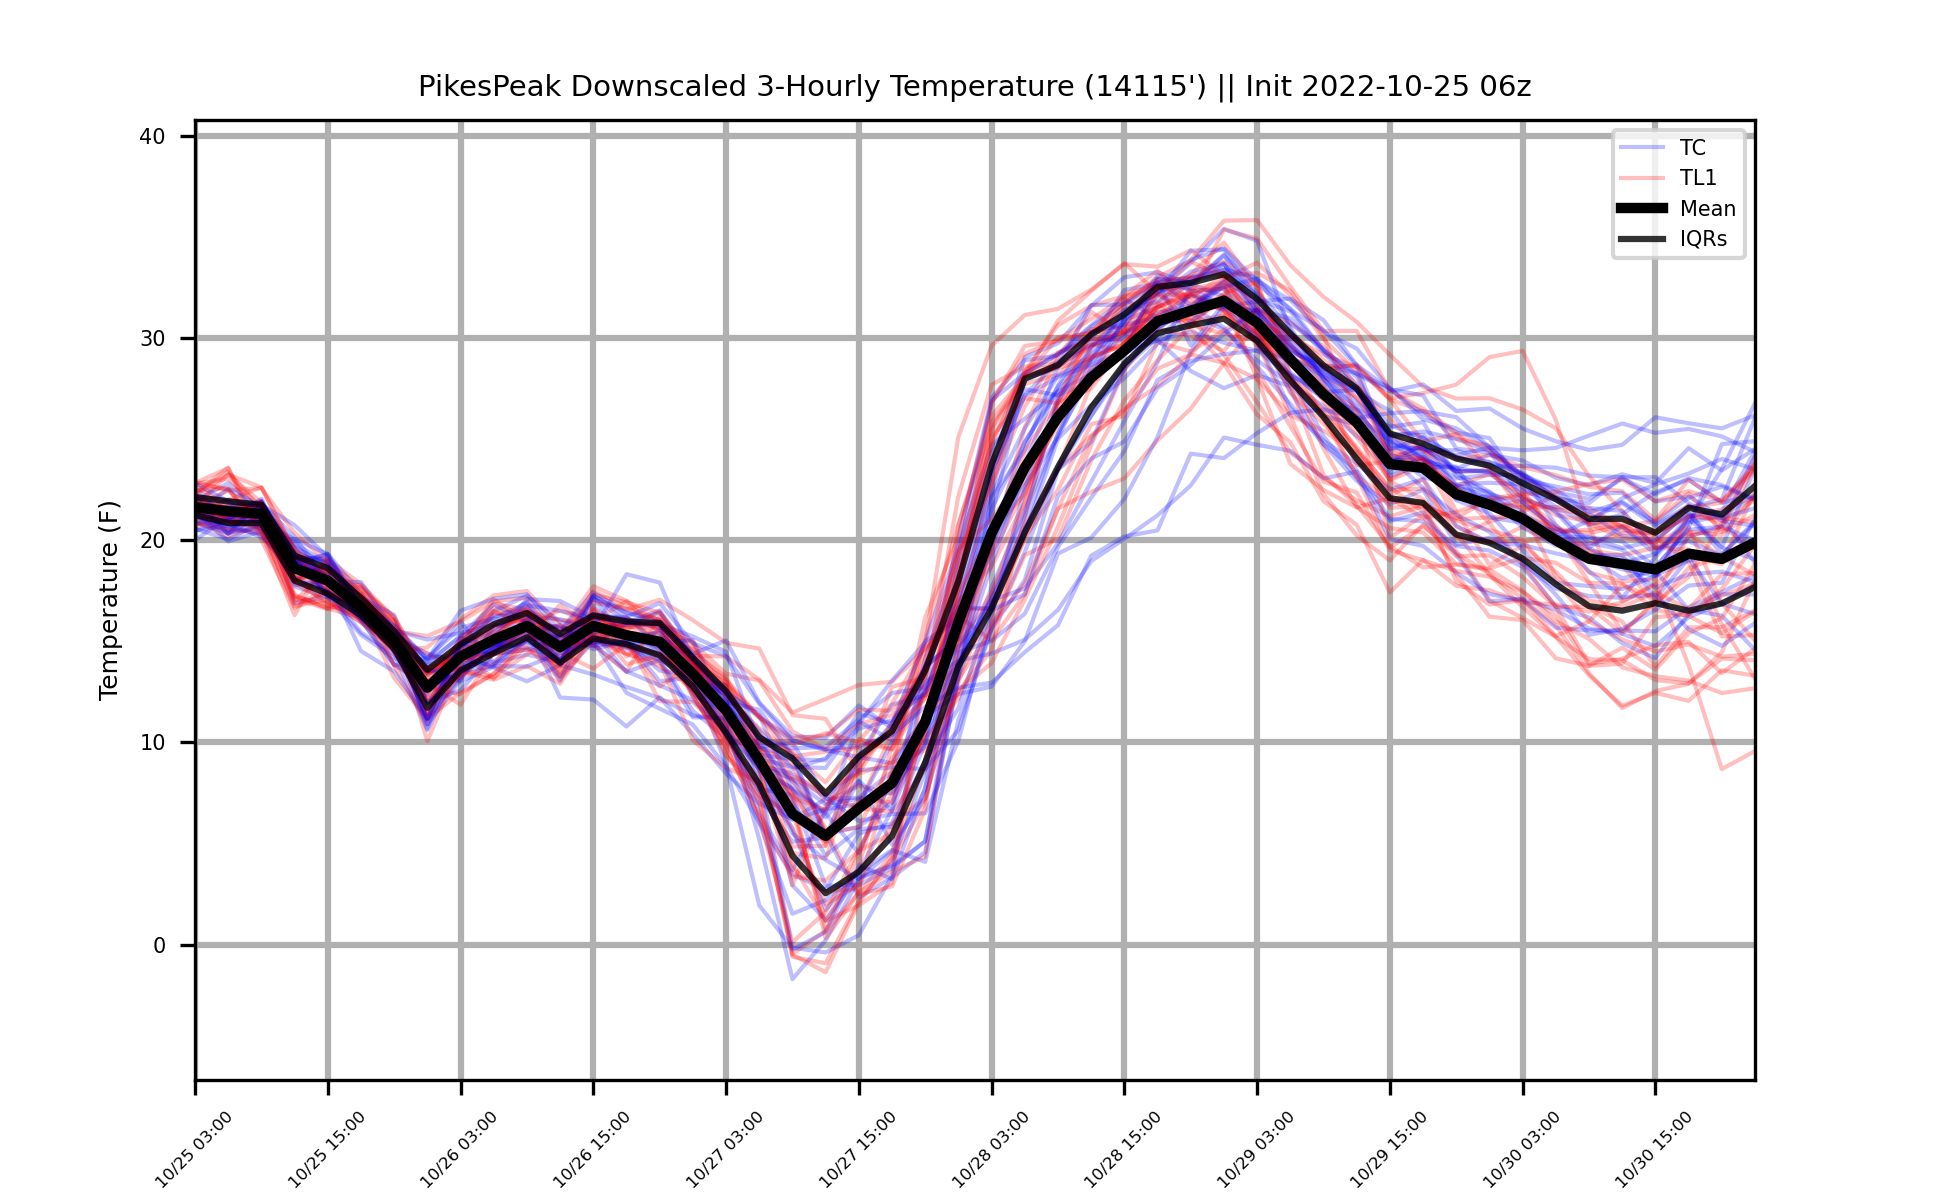 PikesPeak Downscaled 3-Hourly Temperature (14115') || Init 2022-10-25 06z
40
30
20
10
0
Temperature (F)
TC
TL1
Mean
IQRs
10/25 03:00
10/25 15:00
10/26 03:00
10/26 15:00
10/27 03:00
10/27 15:00
10/28 03:00
10/28 15:00
10/29 03:00
10/29 15:00
10/30 03:00
10/30 15:00